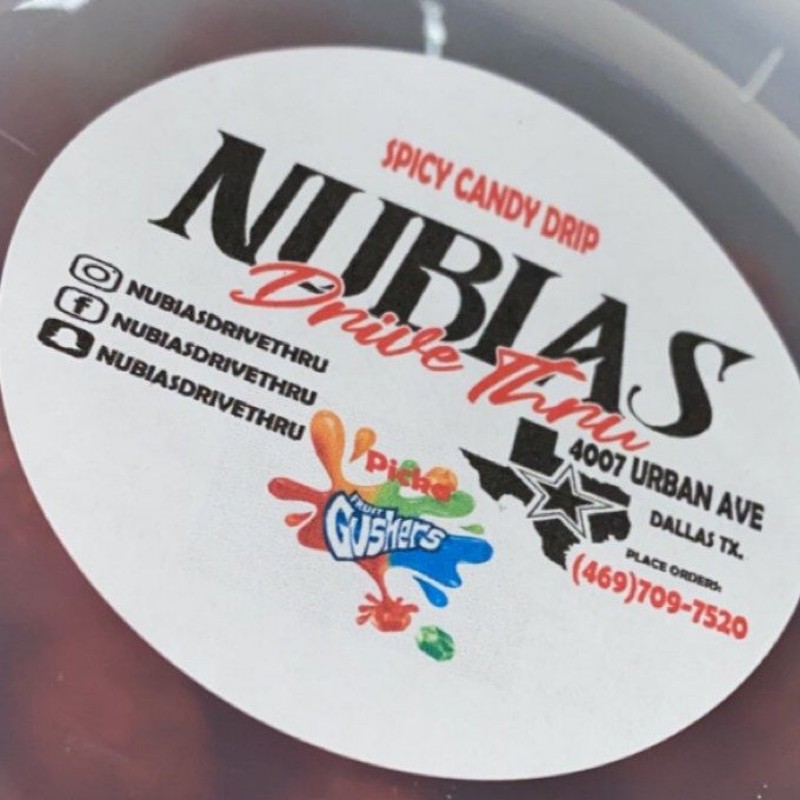 SPICY CANDY DRIP
NUBIAS
Drive Thru
NUBIASDRIVETHRU
NUBIASDRIVETHRU
NUBIASDRIVETHRU
Picka
FRUIT
GUSHERS
4007 URBAN AVE
DALLAS TX.
PLACE ORDERS:
(469)709-7520